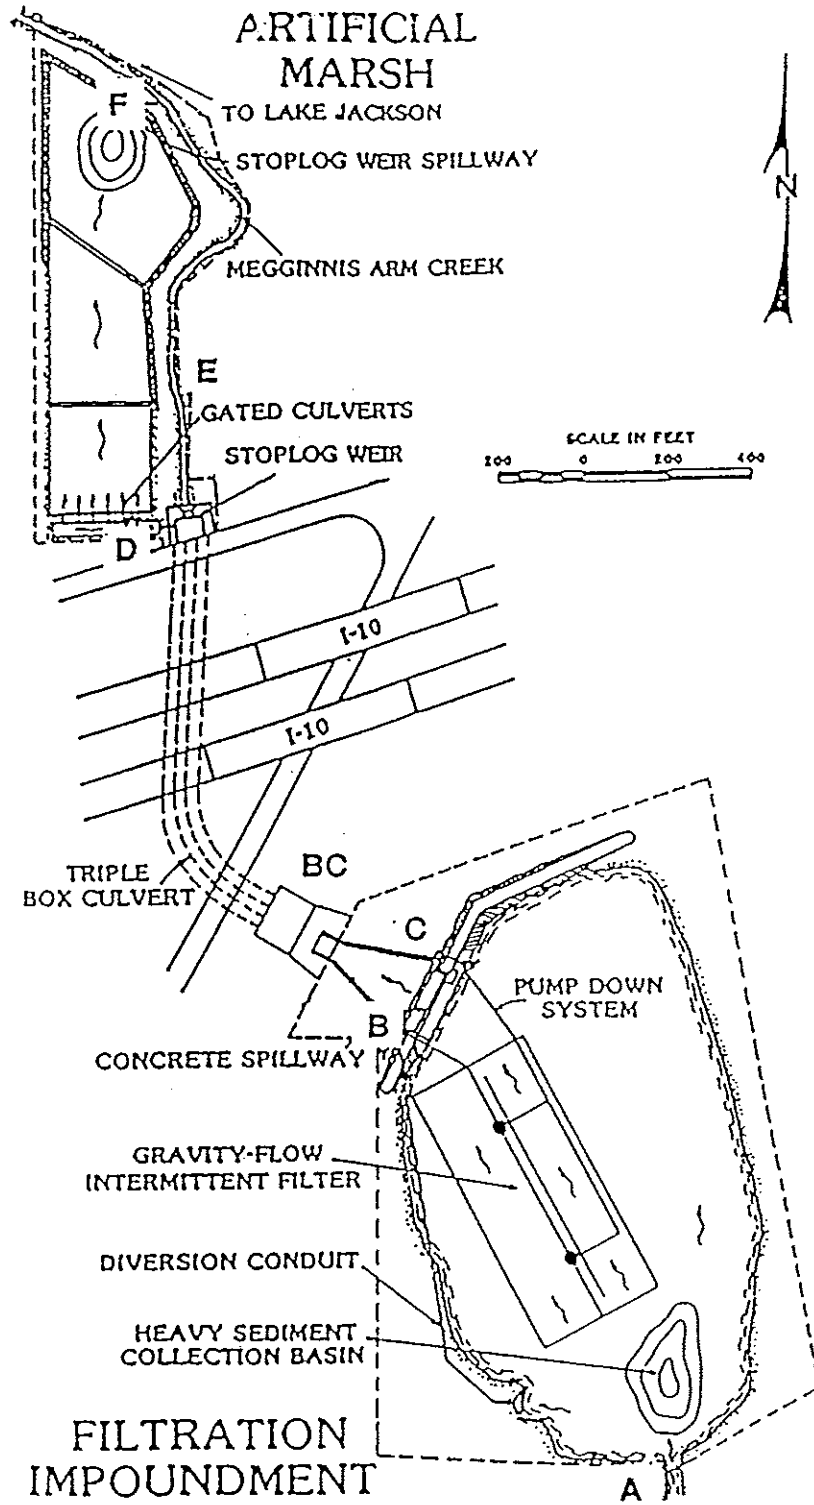 ARTIFICIAL
MARSH
F
TO LAKE JACKSON
STOPLOG WEIR SPILLWAY
N
MEGGINNIS ARM CREEK
E
GATED CULVERTS
STOPLOG WEIR
SCALE IN FEET
200 0 200 400
D
I-10
I-10
TRIPLE
BOX CULVERT
BC
C
PUMP DOWN
SYSTEM
B
CONCRETE SPILLWAY
GRAVITY-FLOW
INTERMITTENT FILTER
DIVERSION CONDUIT
HEAVY SEDIMENT
COLLECTION BASIN
FILTRATION
IMPOUNDMENT
A